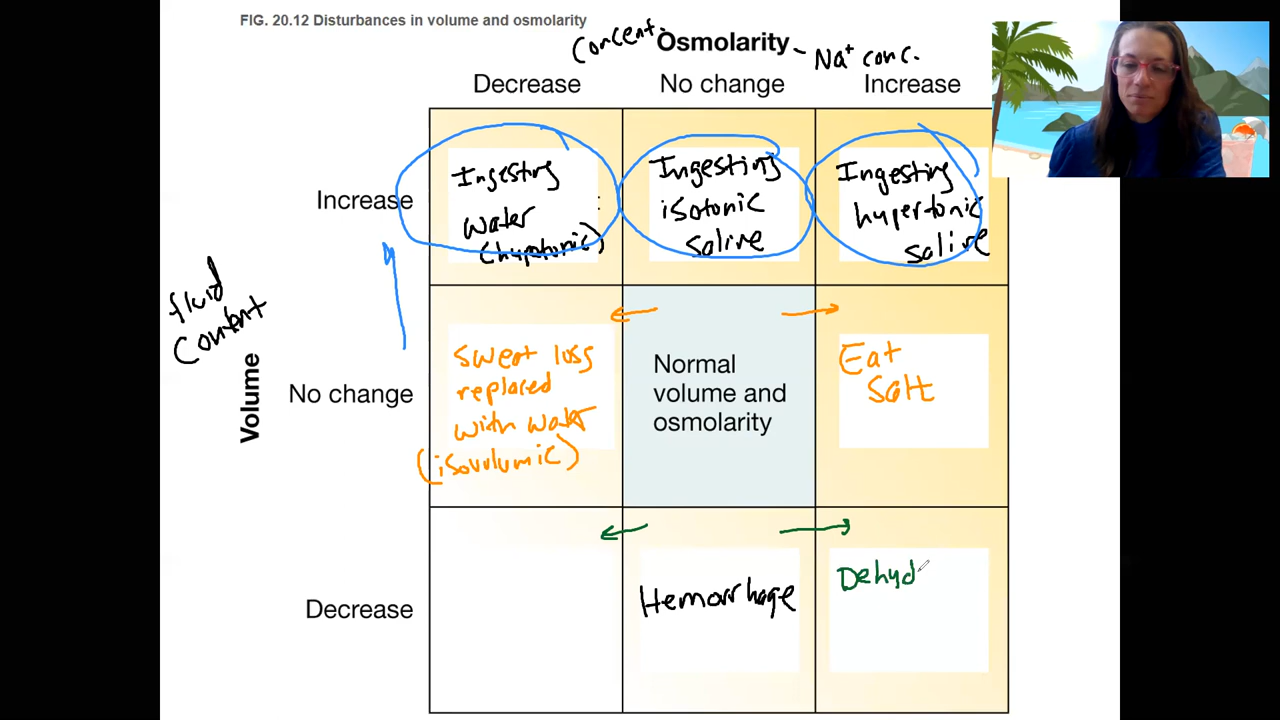 FIG. 20.12 Disturbances in volume and osmolarity
Concent. Osmolarity - Na+ conc.
Decrease No change Increase
Increase
Ingesting
water
(hypotonic)
Ingesting
isotonic
saline
Ingesting
hypertonic
saline
fluid
content
Volume
No change
Sweat loss
replaced
with water
(isovolumic)
Normal
volume and
osmolarity
Eat
Salt
Decrease
Hemorrhage
Dehyd